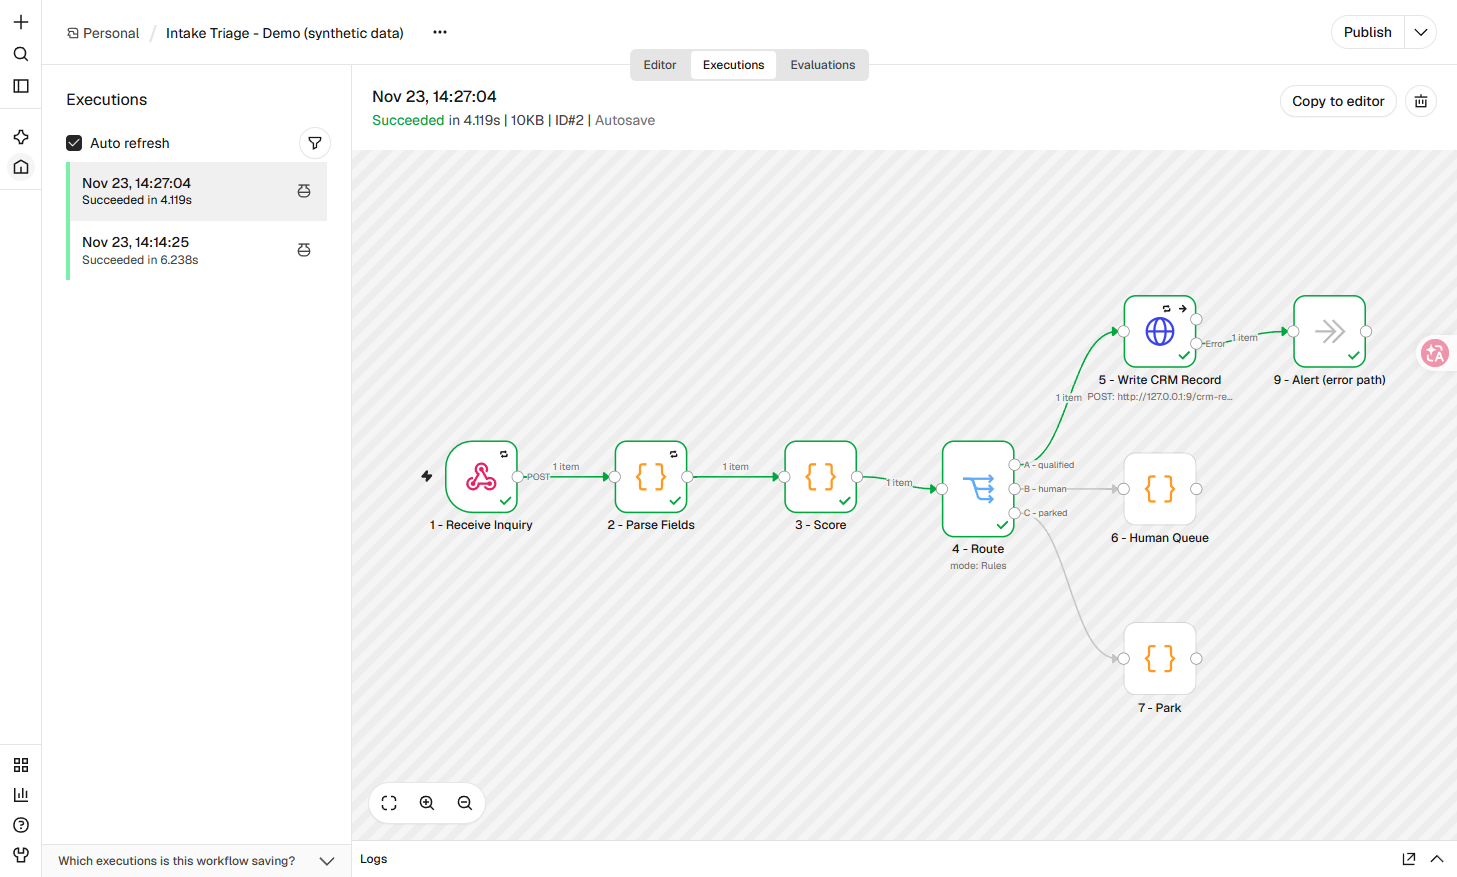 Personal / Intake Triage - Demo (synthetic data) ...
Publish
Editor Executions Evaluations
Executions
Auto refresh
Nov 23, 14:27:04
Succeeded in 4.119s
Nov 23, 14:14:25
Succeeded in 6.238s
Which executions is this workflow saving?
Nov 23, 14:27:04
Succeeded in 4.119s | 10KB | ID#2 | Autosave
Copy to editor
POST
1 item
1 - Receive Inquiry
1 item
2 - Parse Fields
1 item
3 - Score
A - qualified
B - human
C - parked
4 - Route
mode: Rules
1 item
Error
1 item
5 - Write CRM Record
POST: http://127.0.0.1:9/crm-re...
9 - Alert (error path)
6 - Human Queue
7 - Park
Logs